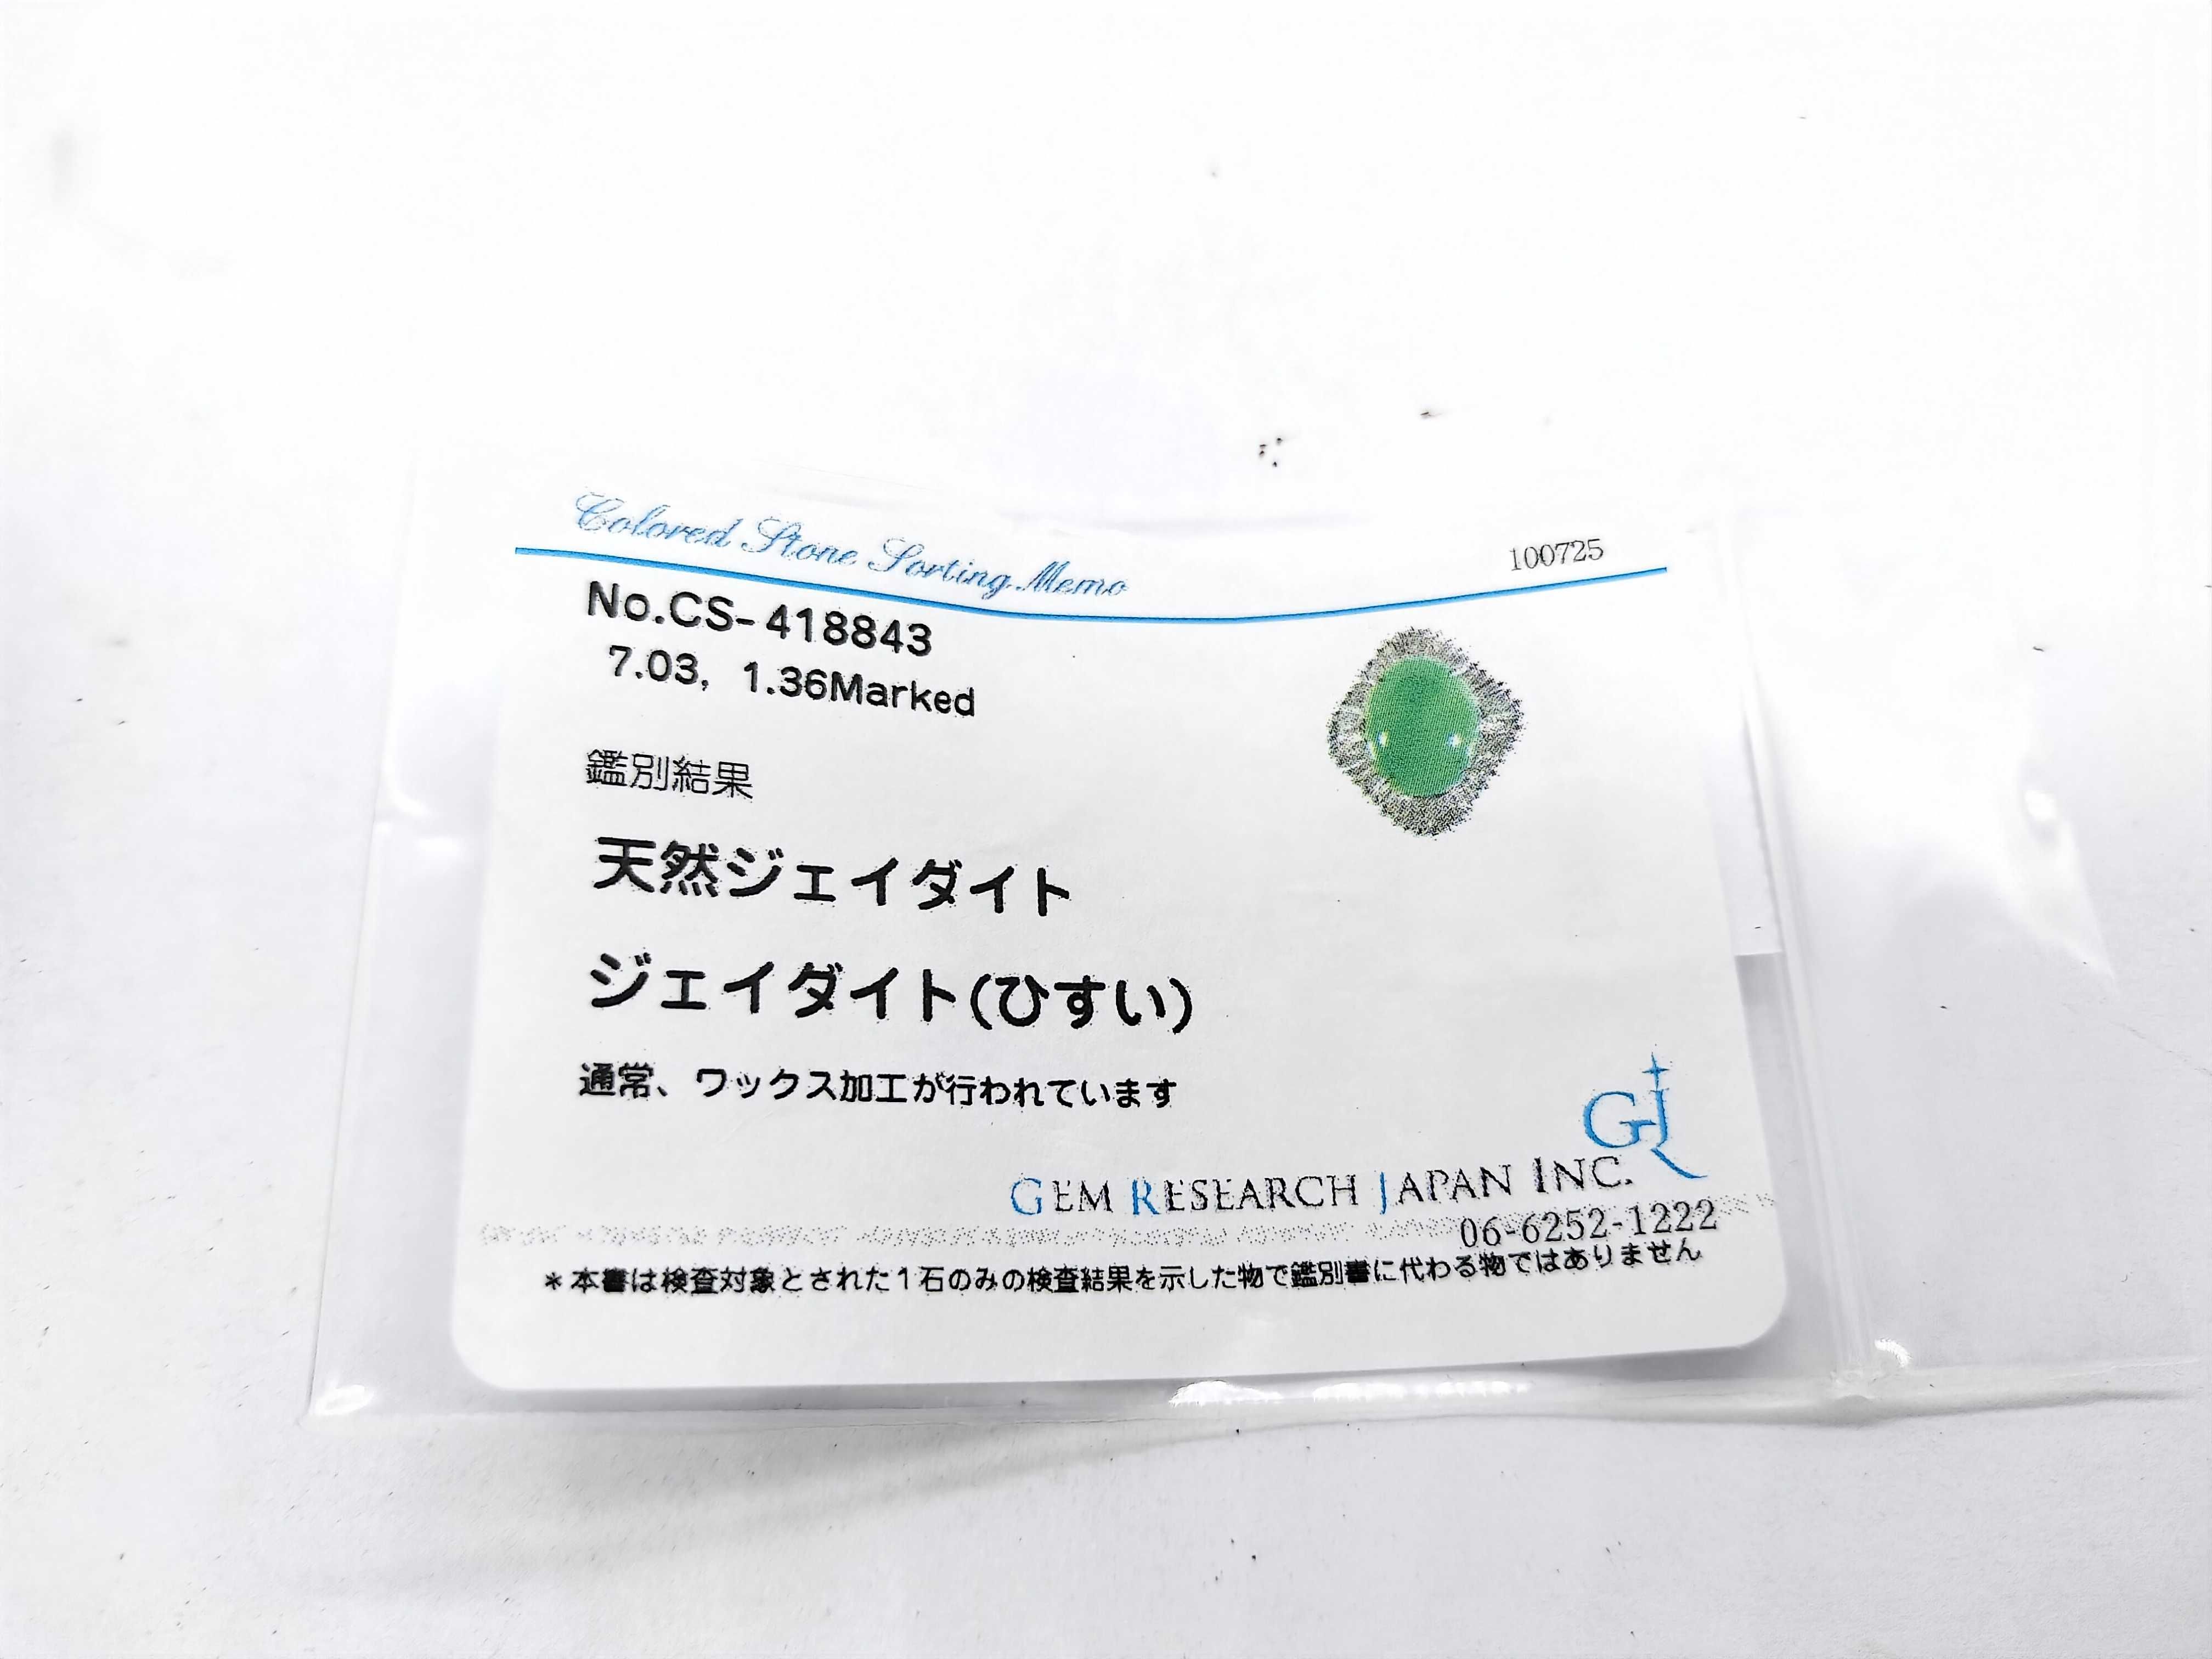 Colored Stone Sorting Memo
100725
No.CS-418843
7.03, 1.36Marked
鑑別結果
天然ジェイダイト
ジェイダイト(ひすい)
通常、ワックス加工が行われています
GJR
GEM RESEARCH JAPAN INC.
06-6252-1222
*本書は検査対象とされた1石のみの検査結果を示した物で鑑別書に代わる物ではありません